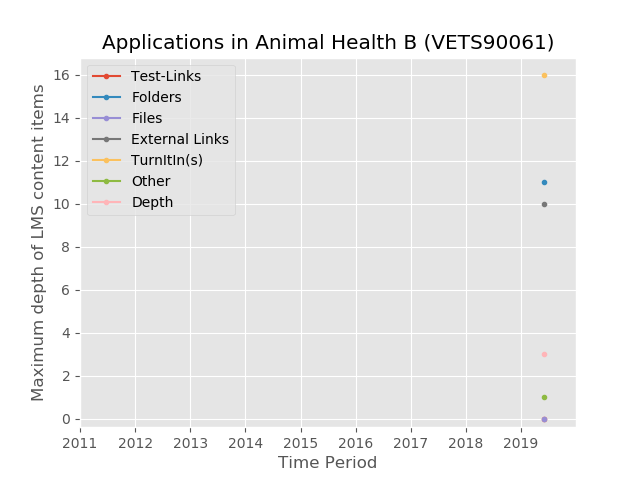 Applications in Animal Health B (VETS90061)
Maximum depth of LMS content items
16
14
12
10
8
6
4
2
0
Test-Links
Folders
Files
External Links
TurnItIn(s)
Other
Depth
2011 2012 2013 2014 2015 2016 2017 2018 2019
Time Period